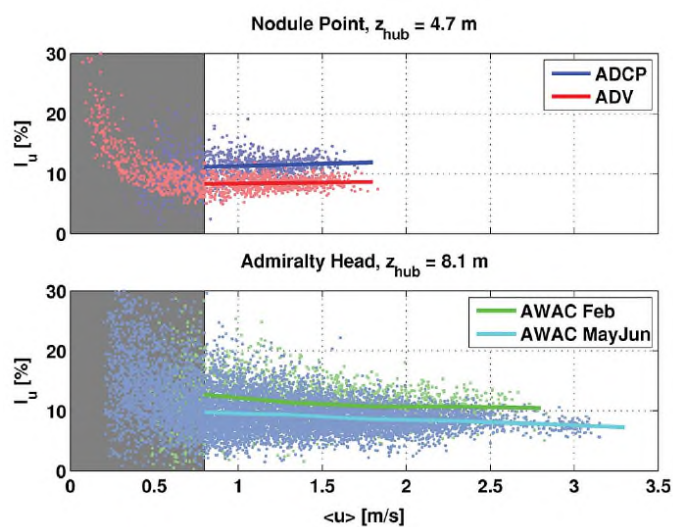 Nodule Point, z_hub = 4.7 m
30
20
10
0
I_u [%]
ADCP
ADV
Admiralty Head, z_hub = 8.1 m
30
20
10
0
I_u [%]
AWAC Feb
AWAC MayJun
0 0.5 1 1.5 2 2.5 3 3.5
<u> [m/s]